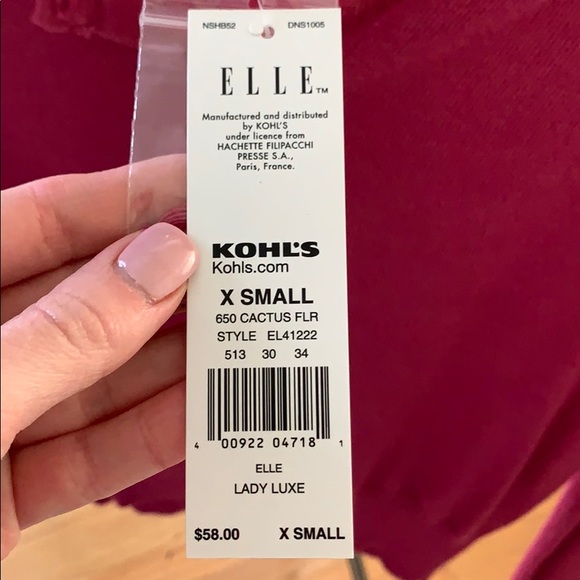 NSHB52 DNS1005
ELLE™
Manufactured and distributed
by KOHL'S
under licence from
HACHETTE FILIPACCHI
PRESSE S.A.,
Paris, France.
KOHL'S
Kohls.com
X SMALL
650 CACTUS FLR
STYLE EL41222
513 30 34
4 00922 04718 1
ELLE
LADY LUXE
$58.00 X SMALL